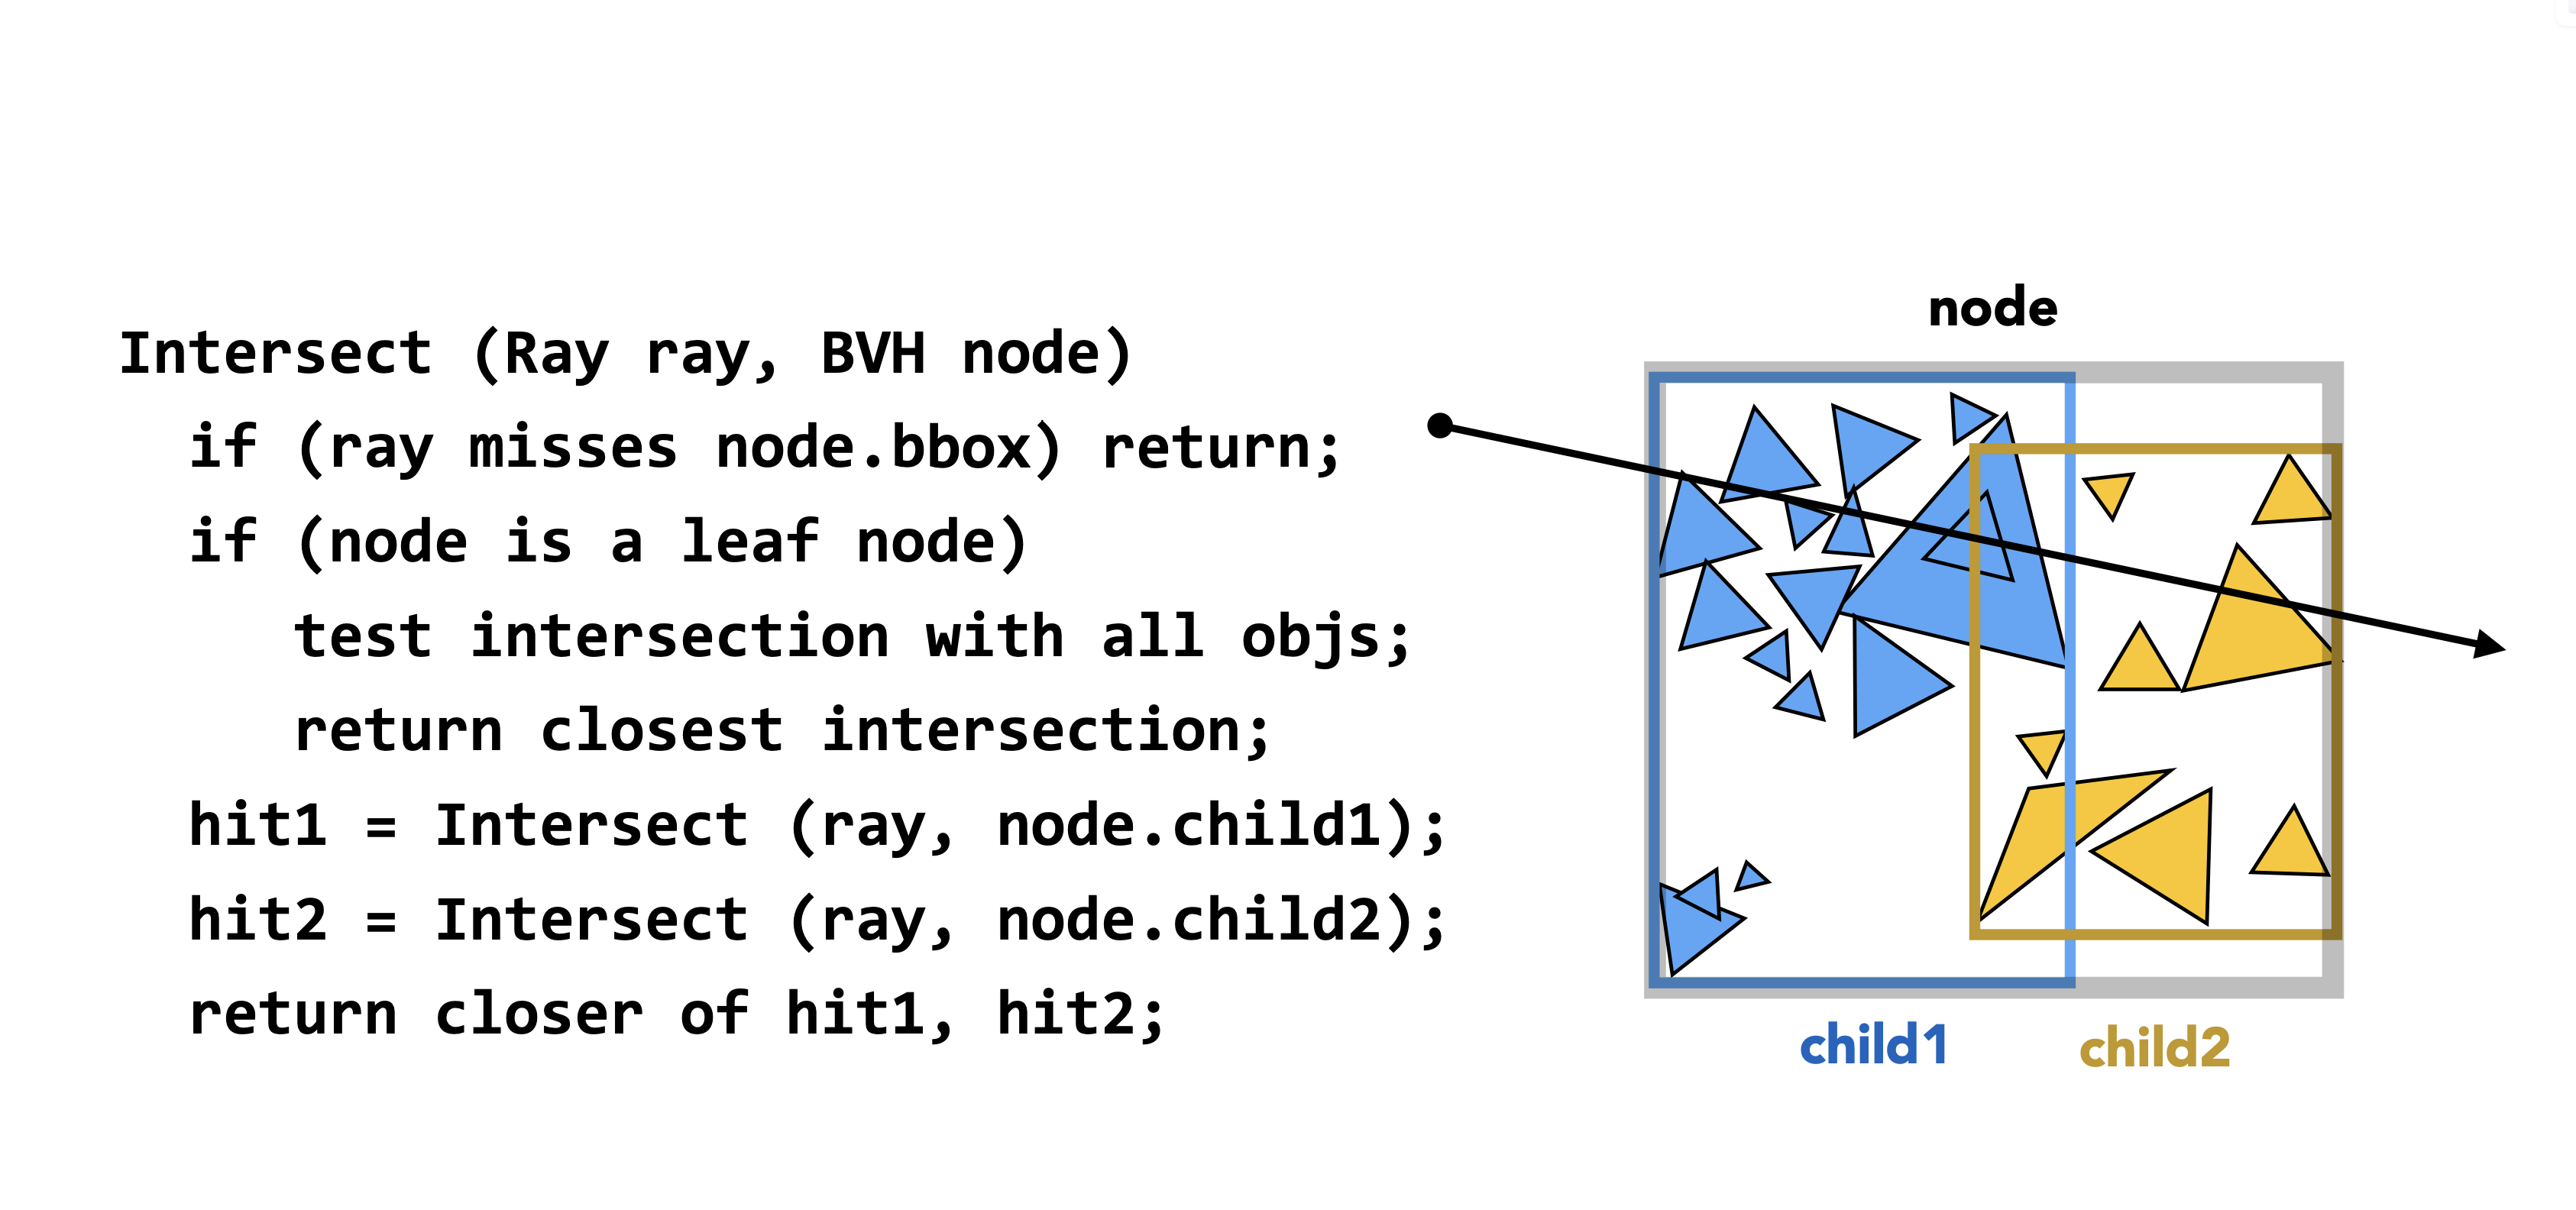 Intersect (Ray ray, BVH node)
if (ray misses node.bbox) return;
if (node is a leaf node)
test intersection with all objs;
return closest intersection;
hit1 = Intersect (ray, node.child1);
hit2 = Intersect (ray, node.child2);
return closer of hit1, hit2;
node
child1
child2